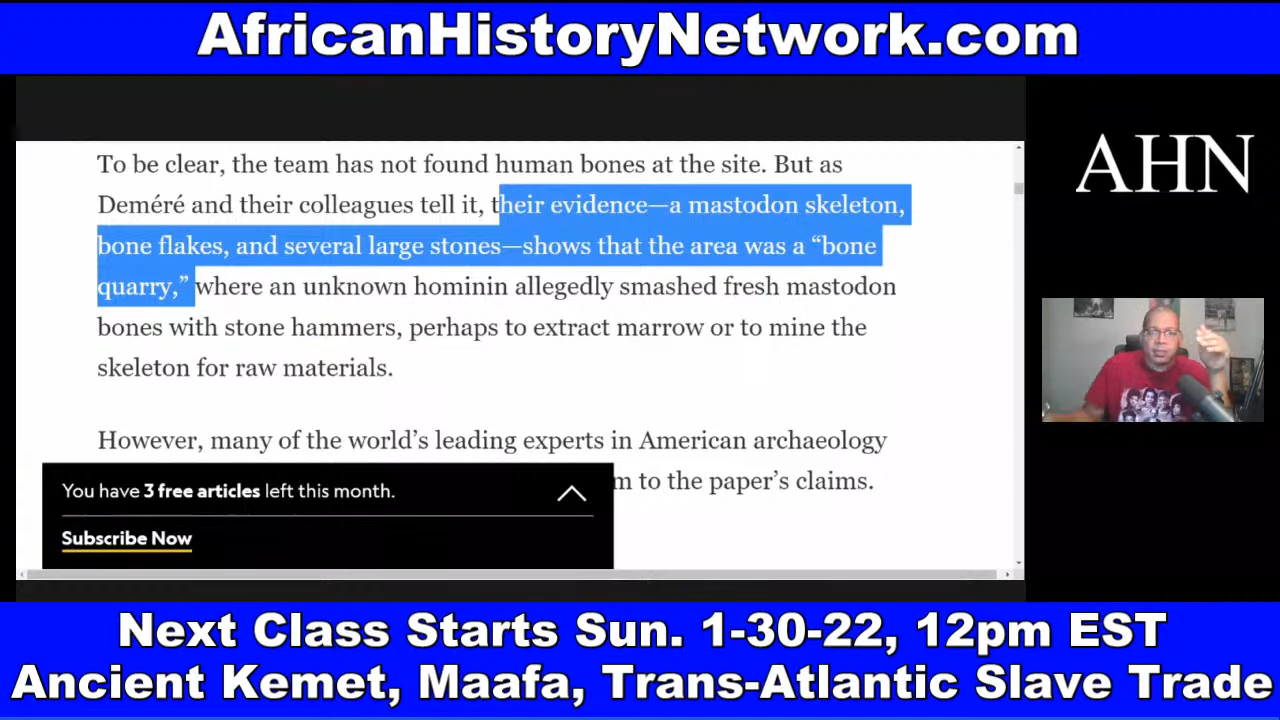 AfricanHistoryNetwork.com
To be clear, the team has not found human bones at the site. But as
Deméré and their colleagues tell it, their evidence—a mastodon skeleton,
bone flakes, and several large stones—shows that the area was a “bone
quarry,” where an unknown hominin allegedly smashed fresh mastodon
bones with stone hammers, perhaps to extract marrow or to mine the
skeleton for raw materials.
However, many of the world’s leading experts in American archaeology
to the paper’s claims.
You have 3 free articles left this month.
Subscribe Now
AHN
Next Class Starts Sun. 1-30-22, 12pm EST
Ancient Kemet, Maafa, Trans-Atlantic Slave Trade